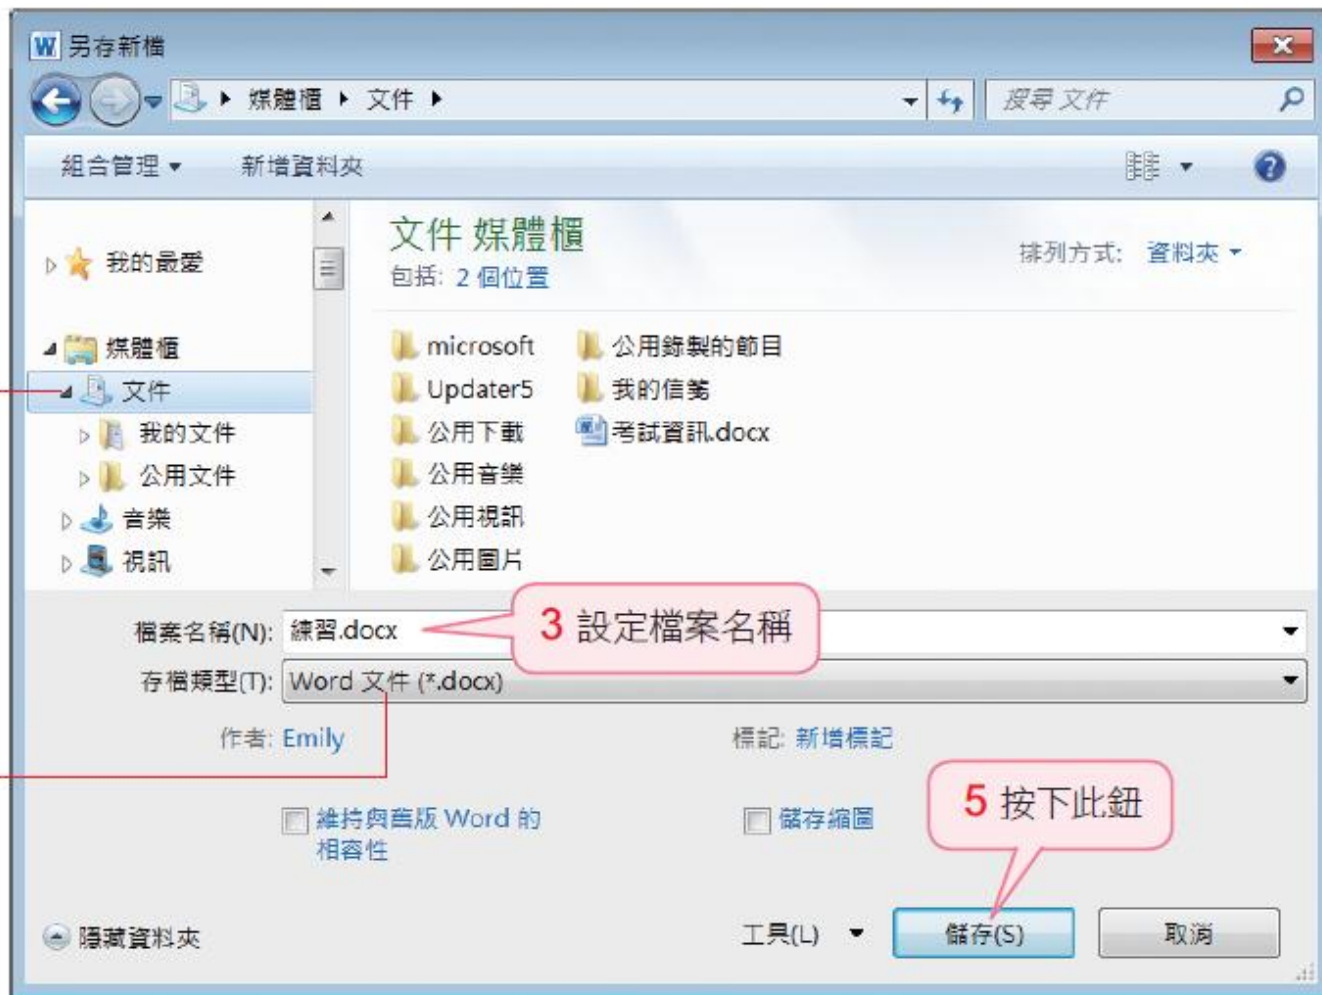 另存新檔
媒體櫃 文件
搜尋 文件
組合管理 新增資料夾
我的最愛
媒體櫃
文件
我的文件
公用文件
音樂
視訊
文件 媒體櫃
包括: 2 個位置
排列方式: 資料夾
microsoft
Updater5
公用下載
公用音樂
公用視訊
公用圖片
公用錄製的節目
我的信箋
考試資訊.docx
檔案名稱(N): 練習.docx
3 設定檔案名稱
存檔類型(T): Word 文件 (*.docx)
作者: Emily
標記: 新增標記
維持與舊版 Word 的
相容性
儲存縮圖
5 按下此鈕
隱藏資料夾
工具(L)
儲存(S)
取消